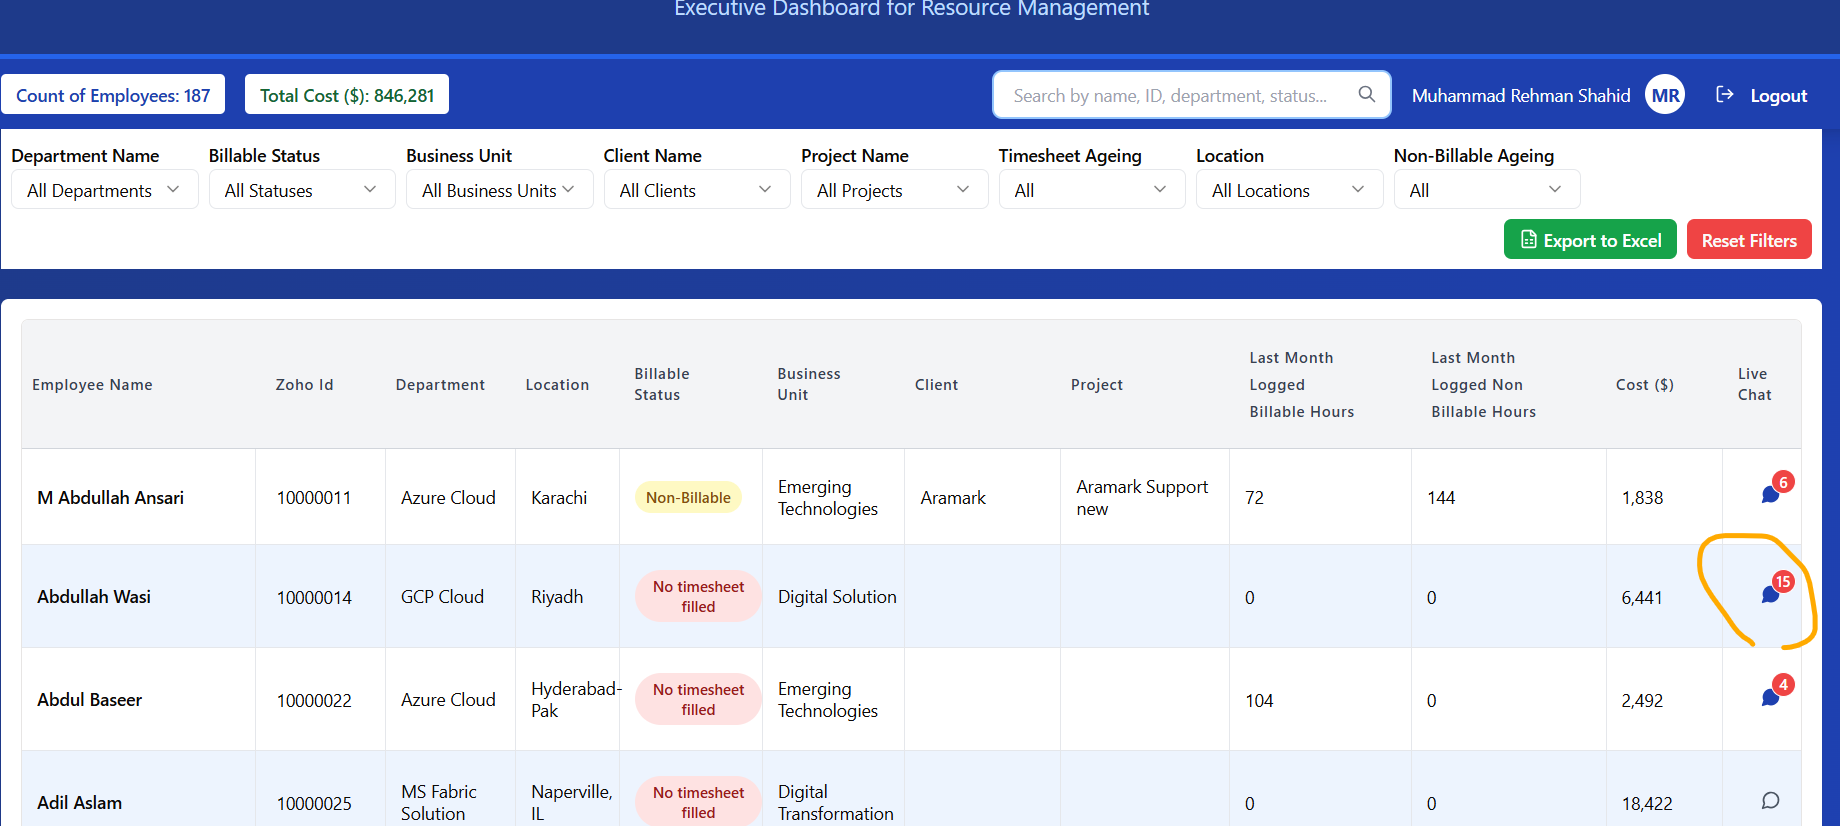 Executive Dashboard for Resource Management
Count of Employees: 187
Total Cost ($): 846,281
Search by name, ID, department, status...
Muhammad Rehman Shahid
MR
Logout
Department Name
Billable Status
Business Unit
Client Name
Project Name
Timesheet Ageing
Location
Non-Billable Ageing
All Departments
All Statuses
All Business Units
All Clients
All Projects
All
All Locations
All
Export to Excel
Reset Filters
Employee Name
Zoho Id
Department
Location
Billable
Status
Business
Unit
Client
Project
Last Month
Logged
Billable Hours
Last Month
Logged Non
Billable Hours
Cost ($)
Live
Chat
M Abdullah Ansari
10000011
Azure Cloud
Karachi
Non-Billable
Emerging
Technologies
Aramark
Aramark Support
new
72
144
1,838
6
Abdullah Wasi
10000014
GCP Cloud
Riyadh
No timesheet
filled
Digital Solution
0
0
6,441
15
Abdul Baseer
10000022
Azure Cloud
Hyderabad-
Pak
No timesheet
filled
Emerging
Technologies
104
0
2,492
4
Adil Aslam
10000025
MS Fabric
Solution
Naperville,
IL
No timesheet
filled
Digital
Transformation
0
0
18,422